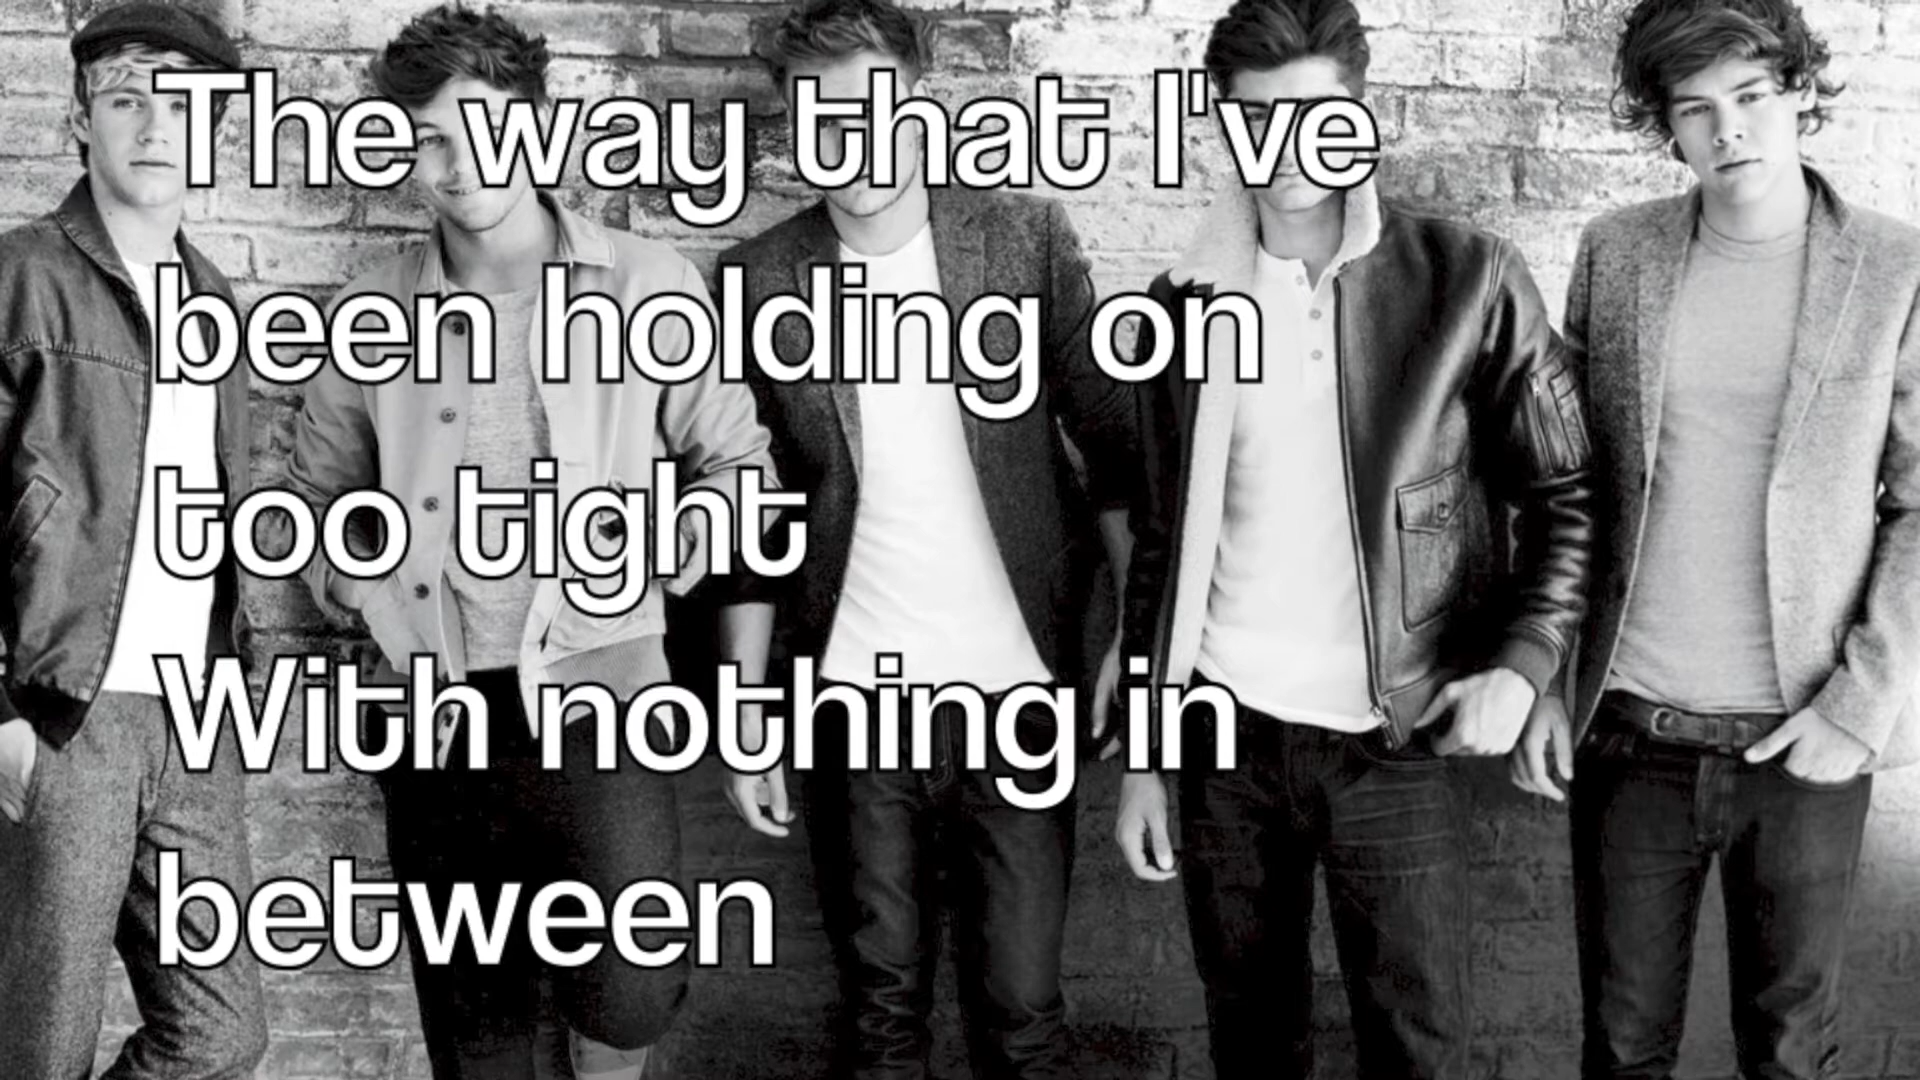 The way that I've
been holding on
too tight
With nothing in
between